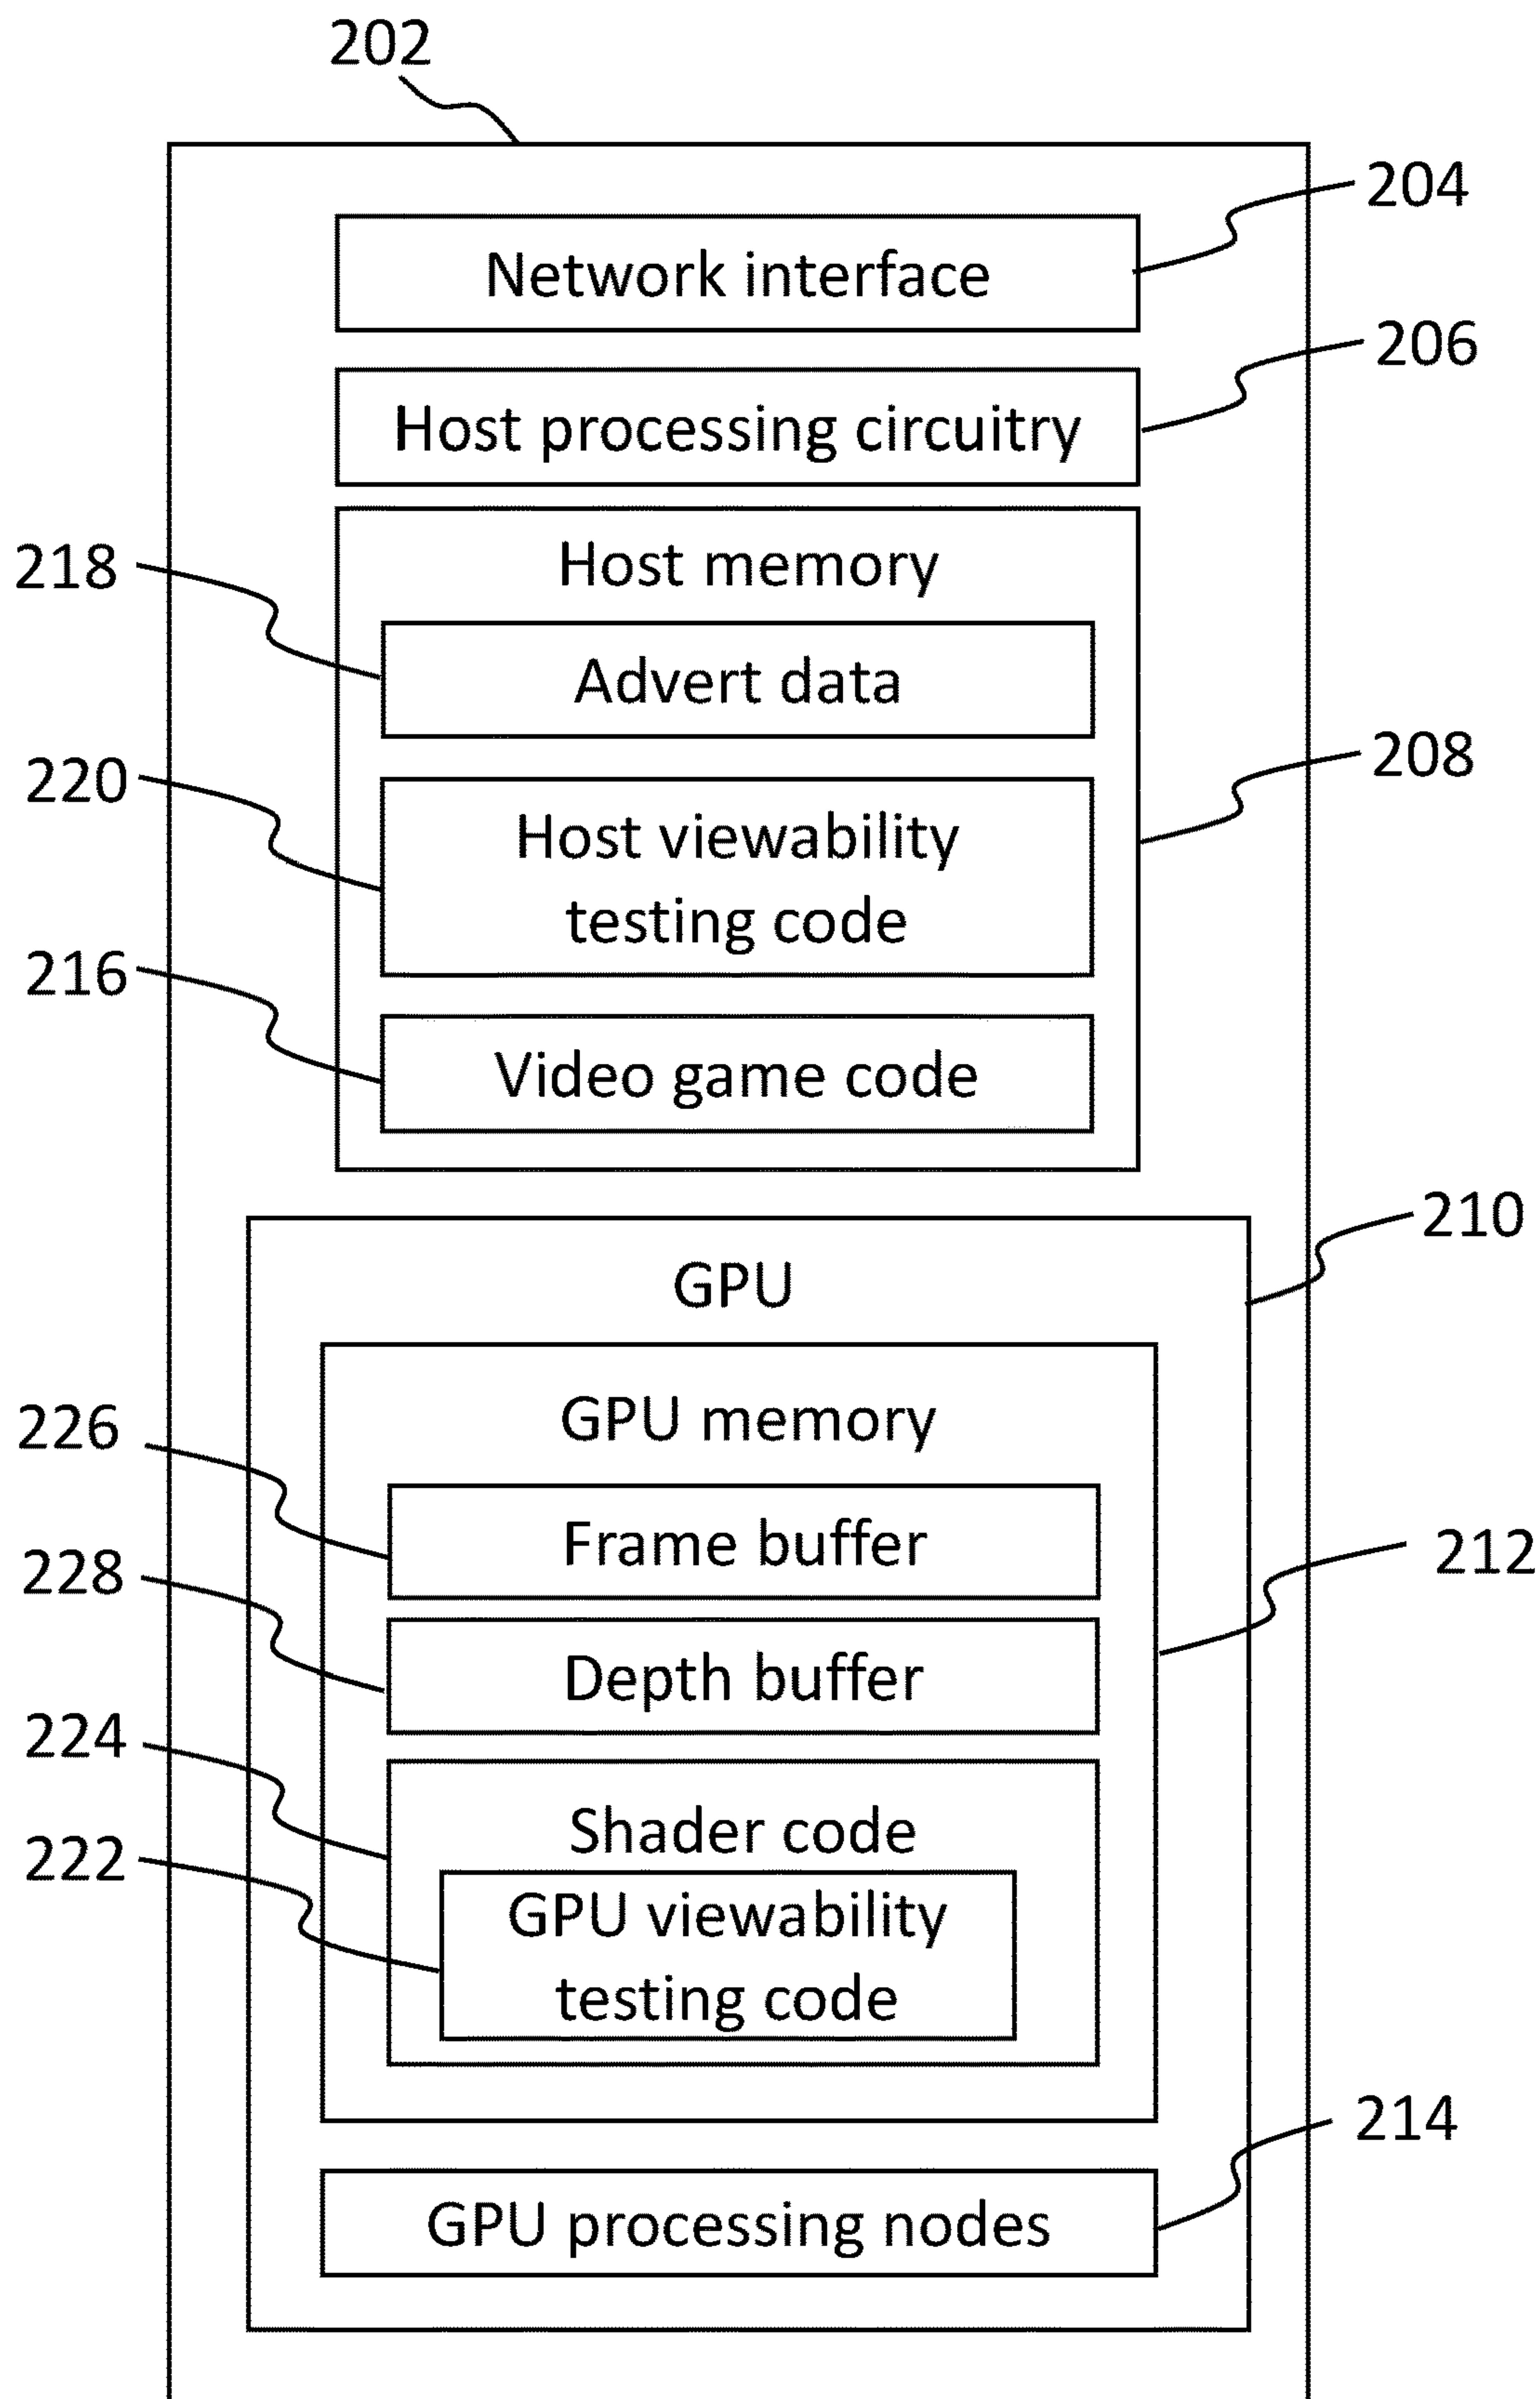 202
204
Network interface
206
Host processing circuitry
218
Host memory
Advert data
208
220
Host viewability
testing code
216
Video game code
210
GPU
226
GPU memory
Frame buffer
212
228
Depth buffer
224
Shader code
222
GPU viewability
testing code
214
GPU processing nodes